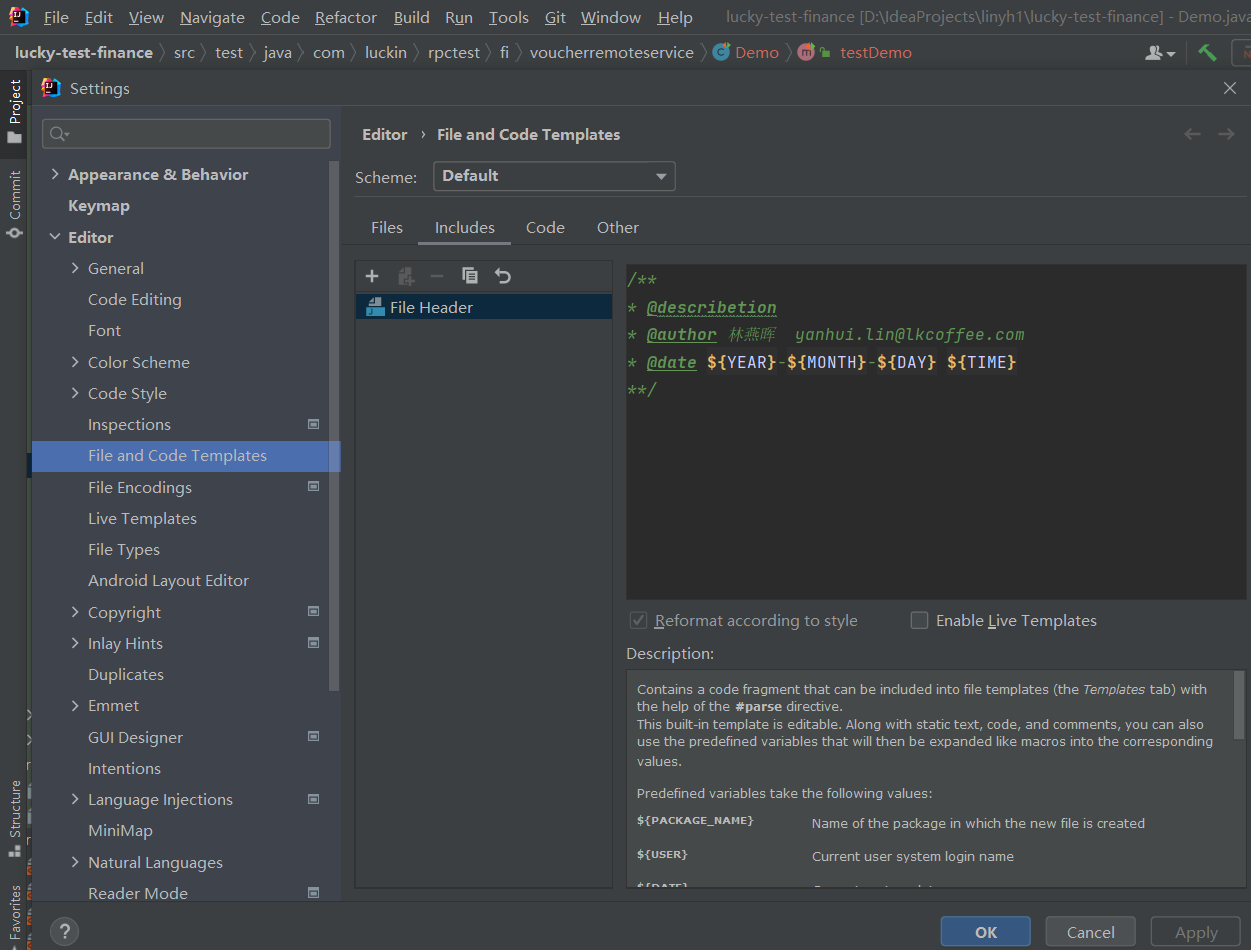 File Edit View Navigate Code Refactor Build Run Tools Git Window Help lucky-test-finance [D:\IdeaProjects\linyh1\lucky-test-finance] - Demo.java
lucky-test-finance src test java com luckin rpctest fi voucherremoteservice Demo testDemo
Project
Commit
Structure
Favorites
Settings
Appearance & Behavior
Keymap
Editor
General
Code Editing
Font
Color Scheme
Code Style
Inspections
File and Code Templates
File Encodings
Live Templates
File Types
Android Layout Editor
Copyright
Inlay Hints
Duplicates
Emmet
GUI Designer
Intentions
Language Injections
MiniMap
Natural Languages
Reader Mode
Editor › File and Code Templates
Scheme: Default
Files Includes Code Other
File Header
/**
* @describetion
* @author 林燕晖 yanhui.lin@lkcoffee.com
* @date ${YEAR}-${MONTH}-${DAY} ${TIME}
**/
Reformat according to style Enable Live Templates
Description:
Contains a code fragment that can be included into file templates (the Templates tab) with
the help of the #parse directive.
This built-in template is editable. Along with static text, code, and comments, you can also
use the predefined variables that will then be expanded like macros into the corresponding
values.
Predefined variables take the following values:
${PACKAGE_NAME} Name of the package in which the new file is created
${USER} Current user system login name
? OK Cancel Apply